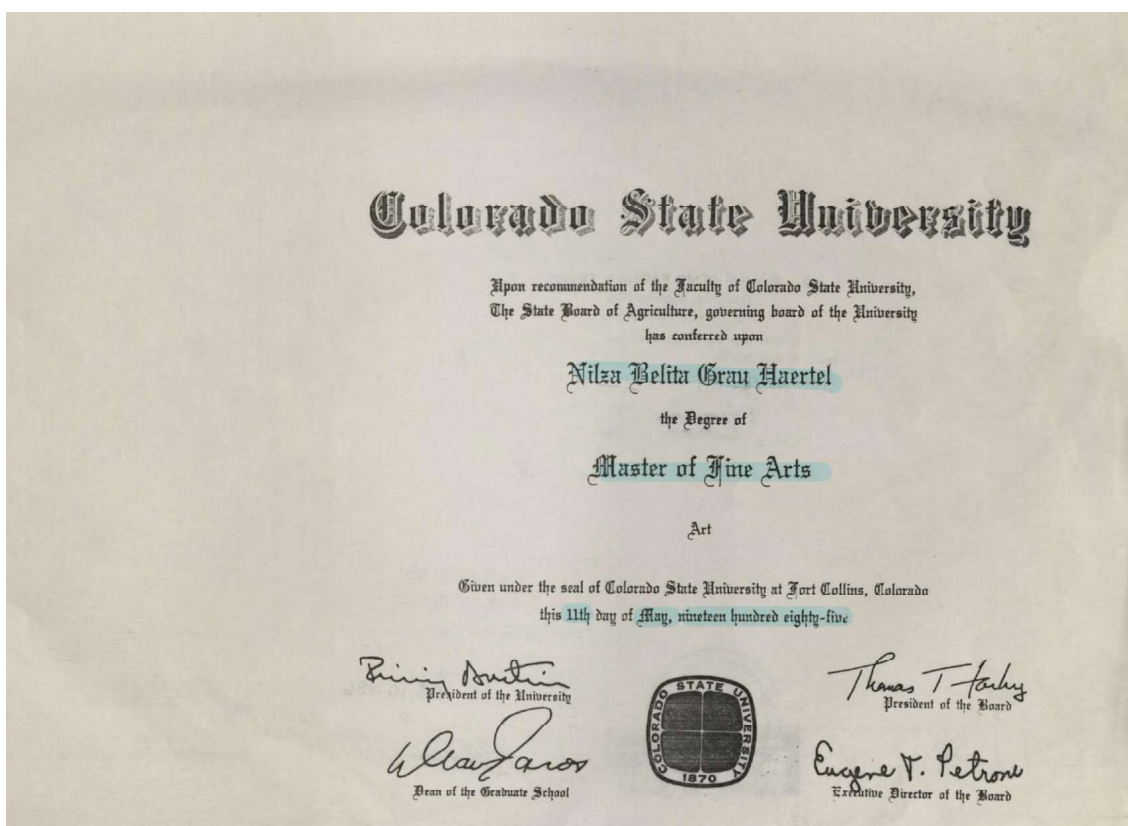 Colorado State University
Upon recommendation of the Faculty of Colorado State University,
The State Board of Agriculture, governing board of the University
has conferred upon
Nilza Belita Grau Haertel
the Degree of
Master of Fine Arts
Art
Given under the seal of Colorado State University at Fort Collins, Colorado
this 11th day of May, nineteen hundred eighty-five
President of the University
Thomas T
President of the Board
COLORADO STATE UNIVERSITY
1870
Dean of the Graduate School
Eugene V. Petrone
Executive Director of the Board